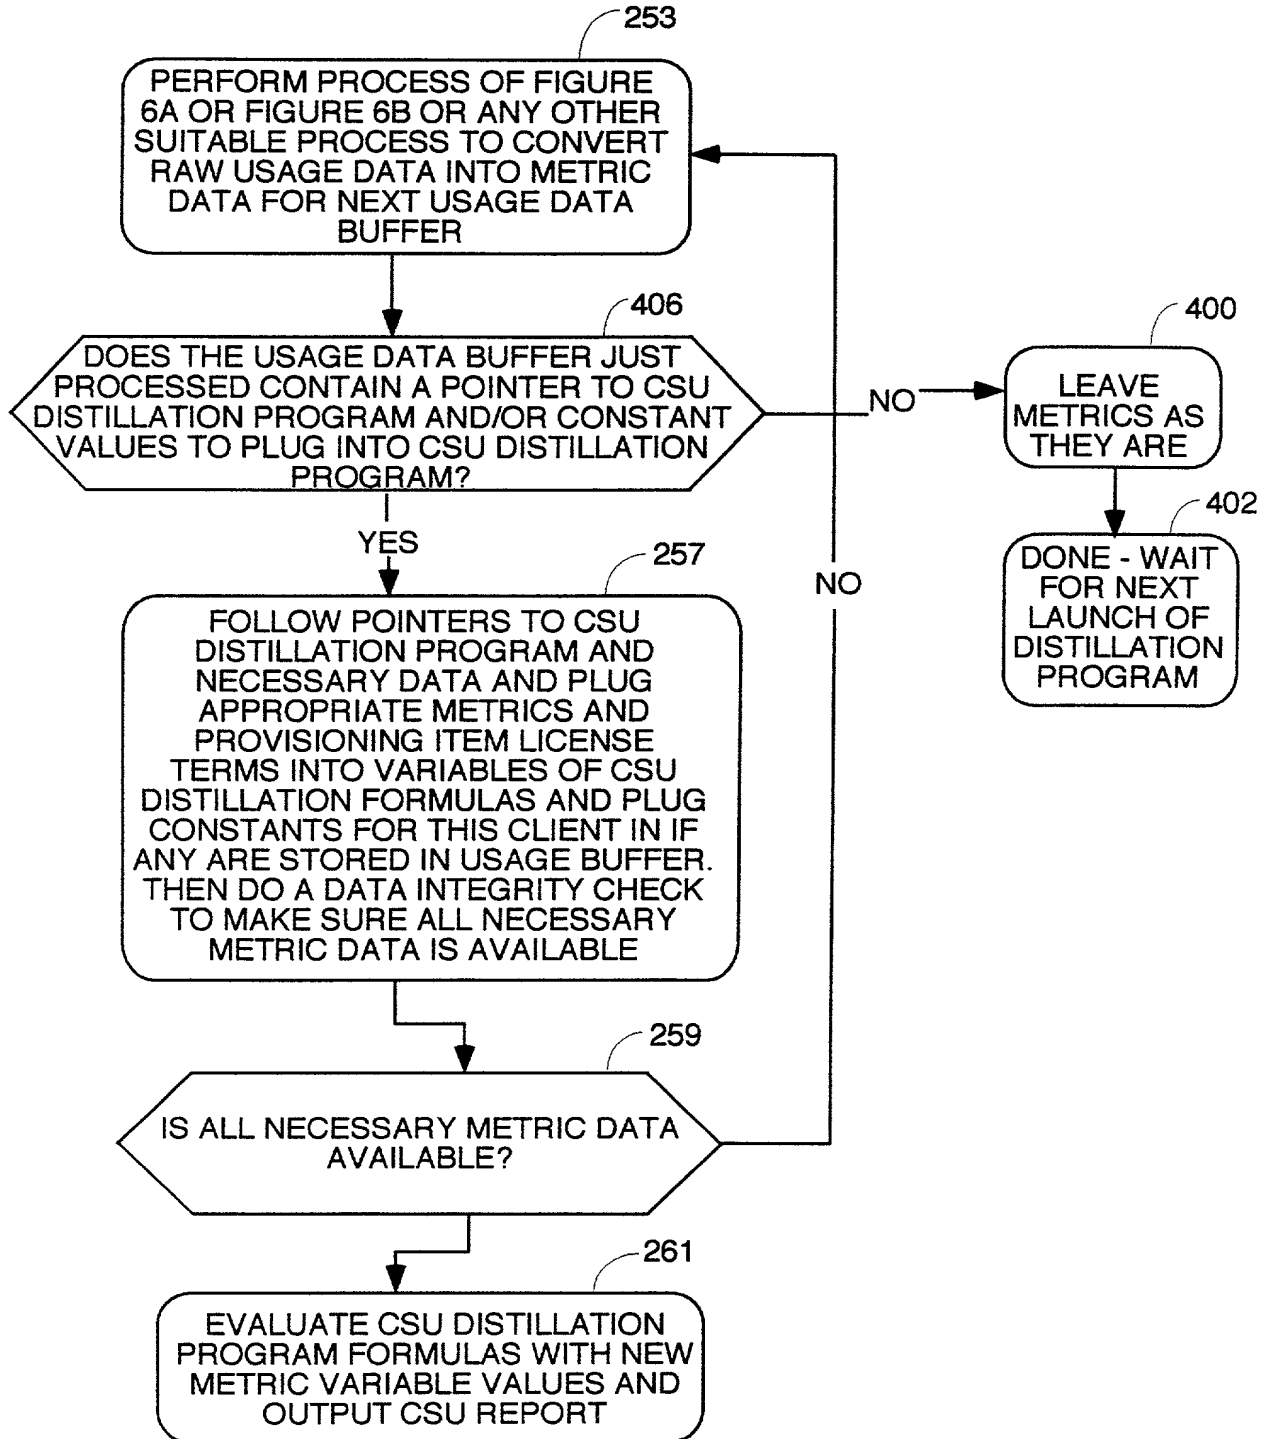 253
PERFORM PROCESS OF FIGURE
6A OR FIGURE 6B OR ANY OTHER
SUITABLE PROCESS TO CONVERT
RAW USAGE DATA INTO METRIC
DATA FOR NEXT USAGE DATA
BUFFER
406
DOES THE USAGE DATA BUFFER JUST
PROCESSED CONTAIN A POINTER TO CSU
DISTILLATION PROGRAM AND/OR CONSTANT
VALUES TO PLUG INTO CSU DISTILLATION
PROGRAM?
NO
400
LEAVE
METRICS AS
THEY ARE
402
DONE - WAIT
FOR NEXT
LAUNCH OF
DISTILLATION
PROGRAM
YES
257
FOLLOW POINTERS TO CSU
DISTILLATION PROGRAM AND
NECESSARY DATA AND PLUG
APPROPRIATE METRICS AND
PROVISIONING ITEM LICENSE
TERMS INTO VARIABLES OF CSU
DISTILLATION FORMULAS AND PLUG
CONSTANTS FOR THIS CLIENT IN IF
ANY ARE STORED IN USAGE BUFFER.
THEN DO A DATA INTEGRITY CHECK
TO MAKE SURE ALL NECESSARY
METRIC DATA IS AVAILABLE
NO
259
IS ALL NECESSARY METRIC DATA
AVAILABLE?
261
EVALUATE CSU DISTILLATION
PROGRAM FORMULAS WITH NEW
METRIC VARIABLE VALUES AND
OUTPUT CSU REPORT